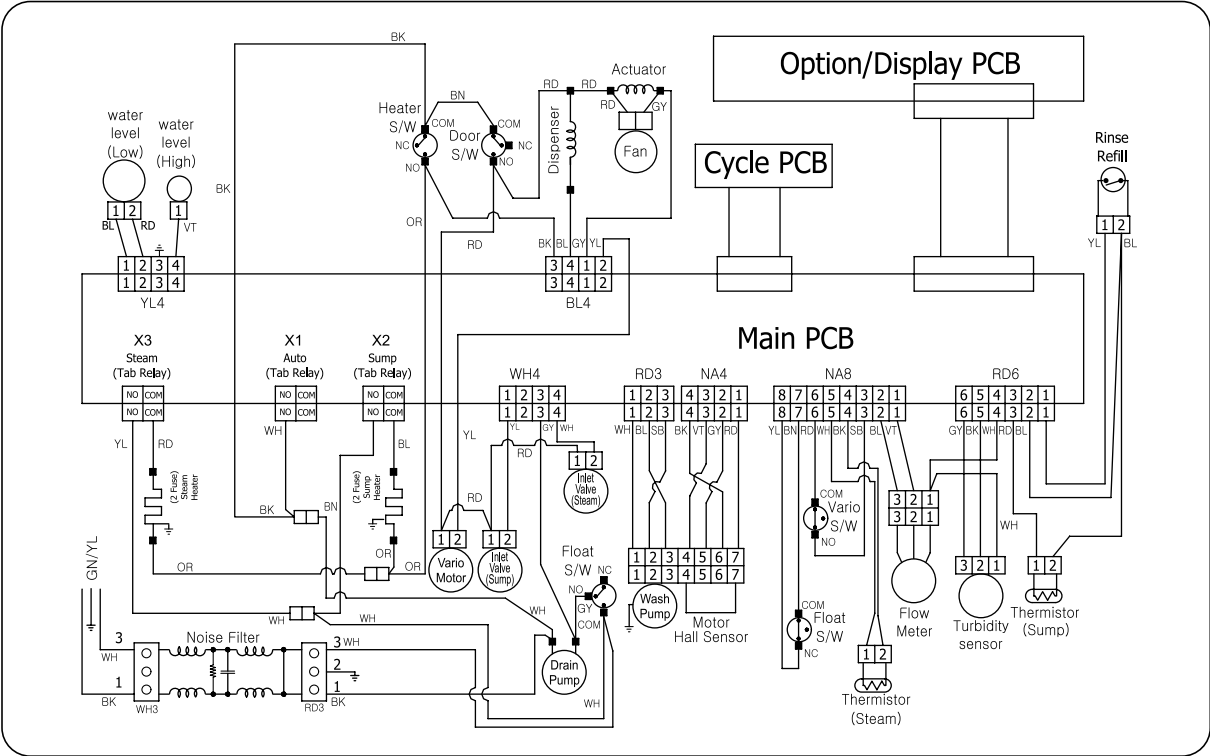 BK
Option/Display PCB
Actuator
RD RD
RD GY
BN
Heater
S/W
COM
NC
NO
Door
S/W
COM
NC
NO
Dispenser
Fan
water
level
(Low)
water
level
(High)
Cycle PCB
Rinse
Refill
BK
1 2
BL RD
1
VT
OR
RD
BK BL GY YL
1 2
YL BL
1 2 3 4
1 2 3 4
YL4
3 4 1 2
3 4 1 2
BL4
Main PCB
X3
Steam
(Tab Relay)
X1
Auto
(Tab Relay)
X2
Sump
(Tab Relay)
WH4
RD3
NA4
NA8
RD6
NO COM
NO COM
NO COM
NO COM
NO COM
NO COM
1 2 3 4
1 2 3 4
1 2 3
1 2 3
4 3 2 1
4 3 2 1
8 7 6 5 4 3 2 1
8 7 6 5 4 3 2 1
6 5 4 3 2 1
6 5 4 3 2 1
YL RD
WH
BL
YL
YL GY WH
RD
WH BL SB
BK VT GY RD
YL BN RD WH BK SB BL VT
GY BK WH RD BL
(2 Fuse)
Steam
Heater
(2 Fuse)
Sump
Heater
1 2
Inlet
Valve
(Steam)
BK
BN
RD
COM
Vario
S/W
NO
3 2 1
3 2 1
WH
OR
OR
OR
1 2
Vario
Motor
1 2
Inlet
Valve
(Sump)
Float
S/W
NC
NO
GY
COM
1 2 3 4 5 6 7
1 2 3 4 5 6 7
Wash
Pump
Motor
Hall Sensor
COM
Float
S/W
NC
Flow
Meter
3 2 1
Turbidity
sensor
1 2
Thermistor
(Sump)
GN/YL
WH
WH
WH
WH
3
WH
1
BK
WH3
Noise Filter
3 WH
2
1
BK
RD3
Drain
Pump
WH
1 2
Thermistor
(Steam)